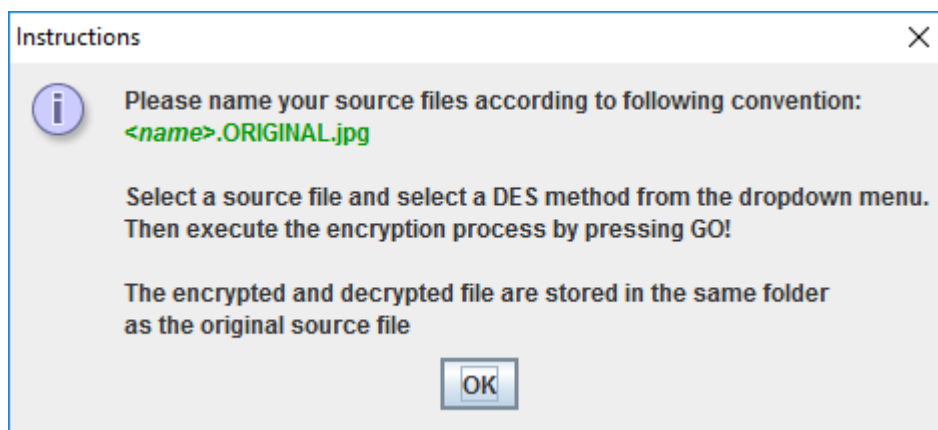 Instructions
Please name your source files according to following convention:
<name>.ORIGINAL.jpg
Select a source file and select a DES method from the dropdown menu.
Then execute the encryption process by pressing GO!
The encrypted and decrypted file are stored in the same folder
as the original source file
OK